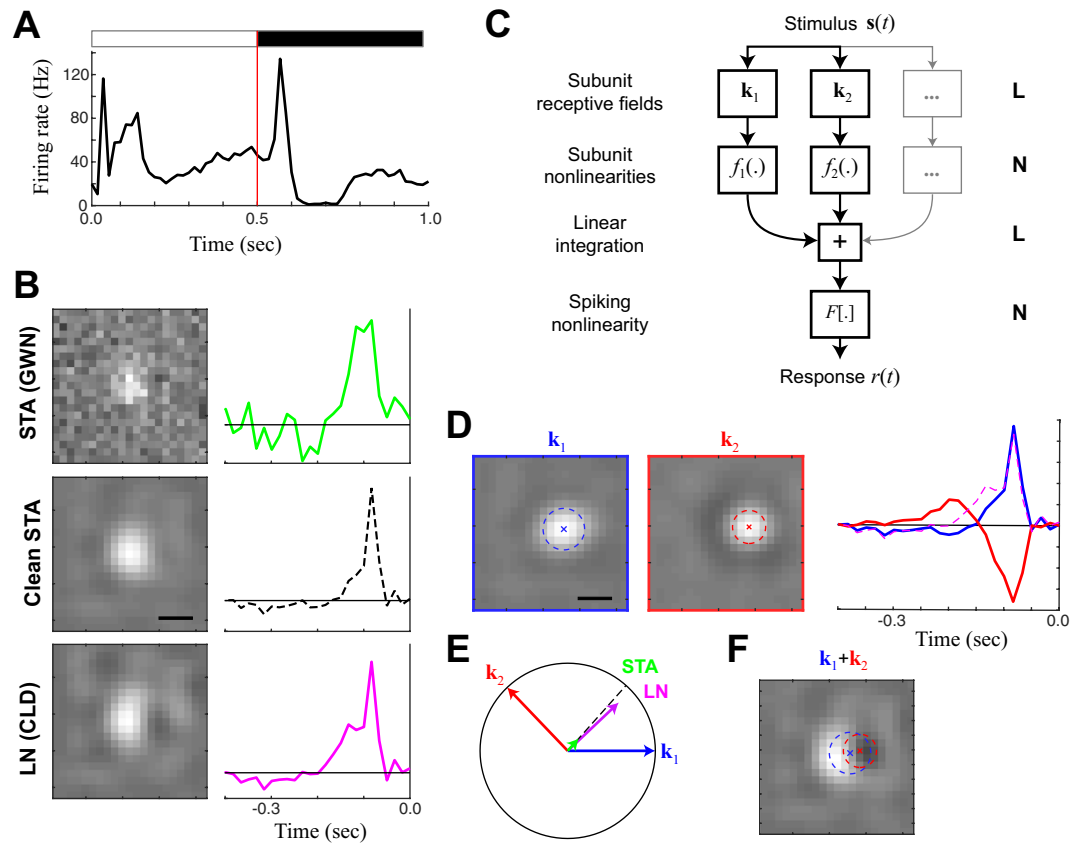 A
Firing rate (Hz)
120
80
40
0
0.0
0.5
1.0
Time (sec)
B
STA (GWN)
Clean STA
LN (CLD)
-0.3
0.0
Time (sec)
C
Stimulus s(t)
Subunit
receptive fields
k1
k2
...
L
Subunit
nonlinearities
f1(.)
f2(.)
...
N
Linear
integration
+
L
Spiking
nonlinearity
F[.]
N
Response r(t)
D
k1
k2
-0.3
0.0
Time (sec)
E
k2
STA
LN
k1
F
k1+k2